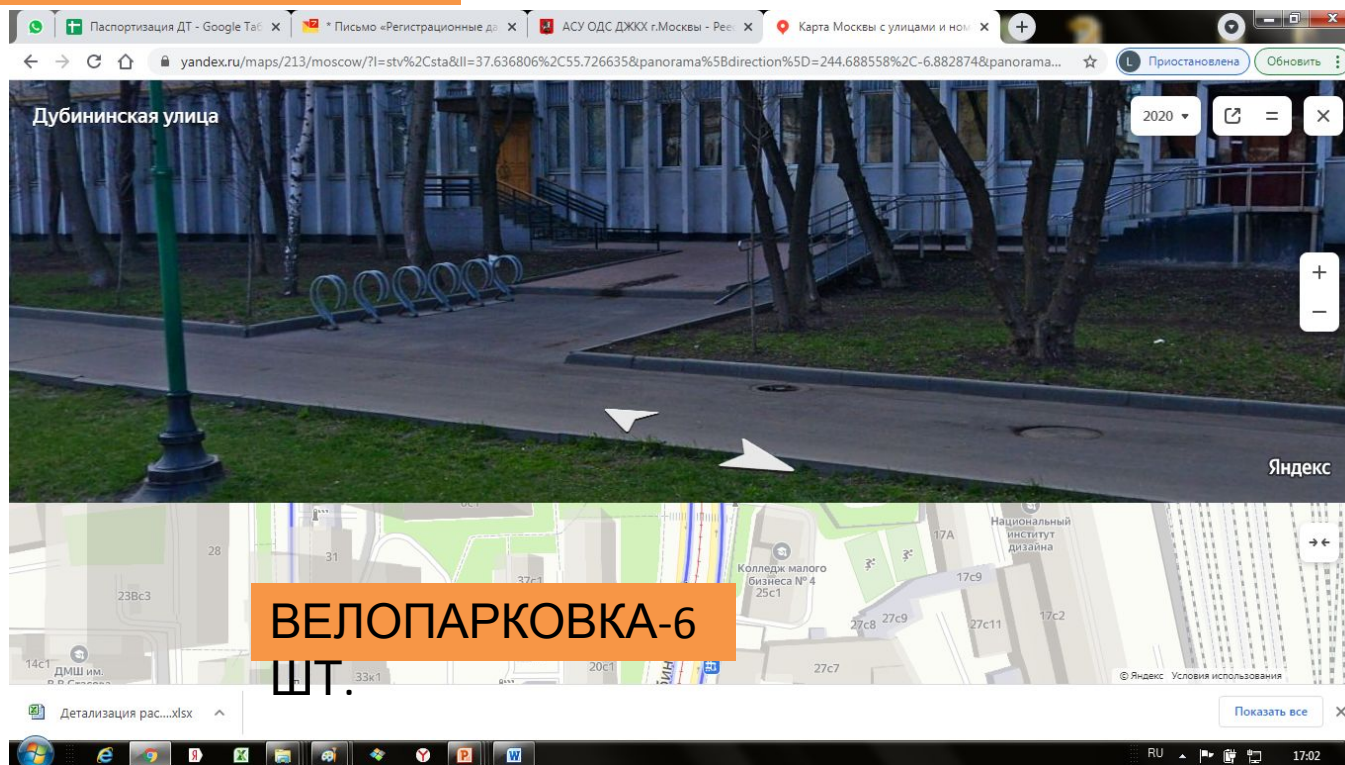 Паспортизация ДТ - Google Таб
* Письмо «Регистрационные да
АСУ ОДС ДЖКХ г.Москвы - Рее
Карта Москвы с улицами и ном
yandex.ru/maps/213/moscow/?l=stv%2Csta&ll=37.636806%2C55.726635&panorama%5Bdirection%5D=244.688558%2C-6.882874&panorama...
L Приостановлена
Обновить
Дубининская улица
2020
Яндекс
28
31
37с1
23Вс3
Колледж малого
бизнеса № 4
25с1
17А
Национальный
институт
дизайна
17с9
27с8
27с9
27с11
17с2
ВЕЛОПАРКОВКА-6
ШТ.
14с1
ДМШ им.
33к1
20с1
27с7
© Яндекс Условия использования
Детализация рас....xlsx
Показать все
RU
17:02